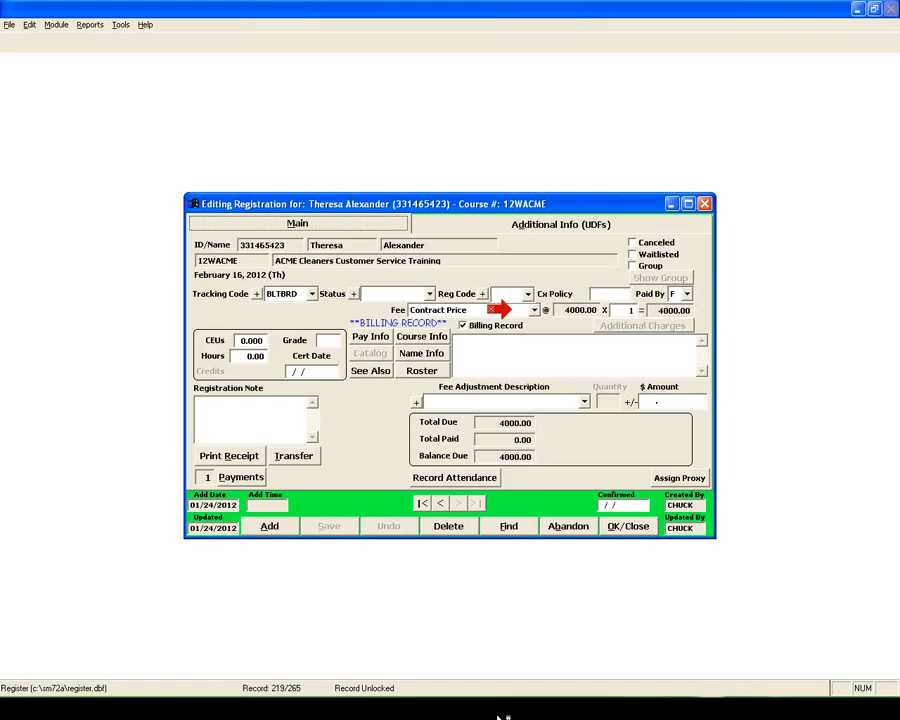 File Edit Module Reports Tools Help
Editing Registration for: Theresa Alexander (331465423) - Course #: 12WACME
Main Additional Info (UDFs)
ID/Name 331465423 Theresa Alexander Canceled
12WACME ACME Cleaners Customer Service Training Waitlisted
Group
February 16, 2012 (Th) Show Group
Tracking Code + BLTBRD Status + Reg Code + Cx Policy Paid By F
Fee Contract Price @ 4000.00 X 1 = 4000.00
**BILLING RECORD** Billing Record Additional Charges
CEUs 0.000 Grade Pay Info Course Info
Hours 0.00 Cert Date Catalog Name Info
Credits / / See Also Roster
Registration Note Fee Adjustment Description Quantity $ Amount
+ +/- .
Total Due 4000.00
Total Paid 0.00
Print Receipt Transfer Balance Due 4000.00
1 Payments Record Attendance Assign Proxy
Add Date Add Time Confirmed Created By
01/24/2012 |< < > >| / / CHUCK
Updated Updated By
01/24/2012 Add Save Undo Delete Find Abandon OK/Close CHUCK
Register (c:\sm72a\register.dbf) Record: 219/265 Record Unlocked NUM